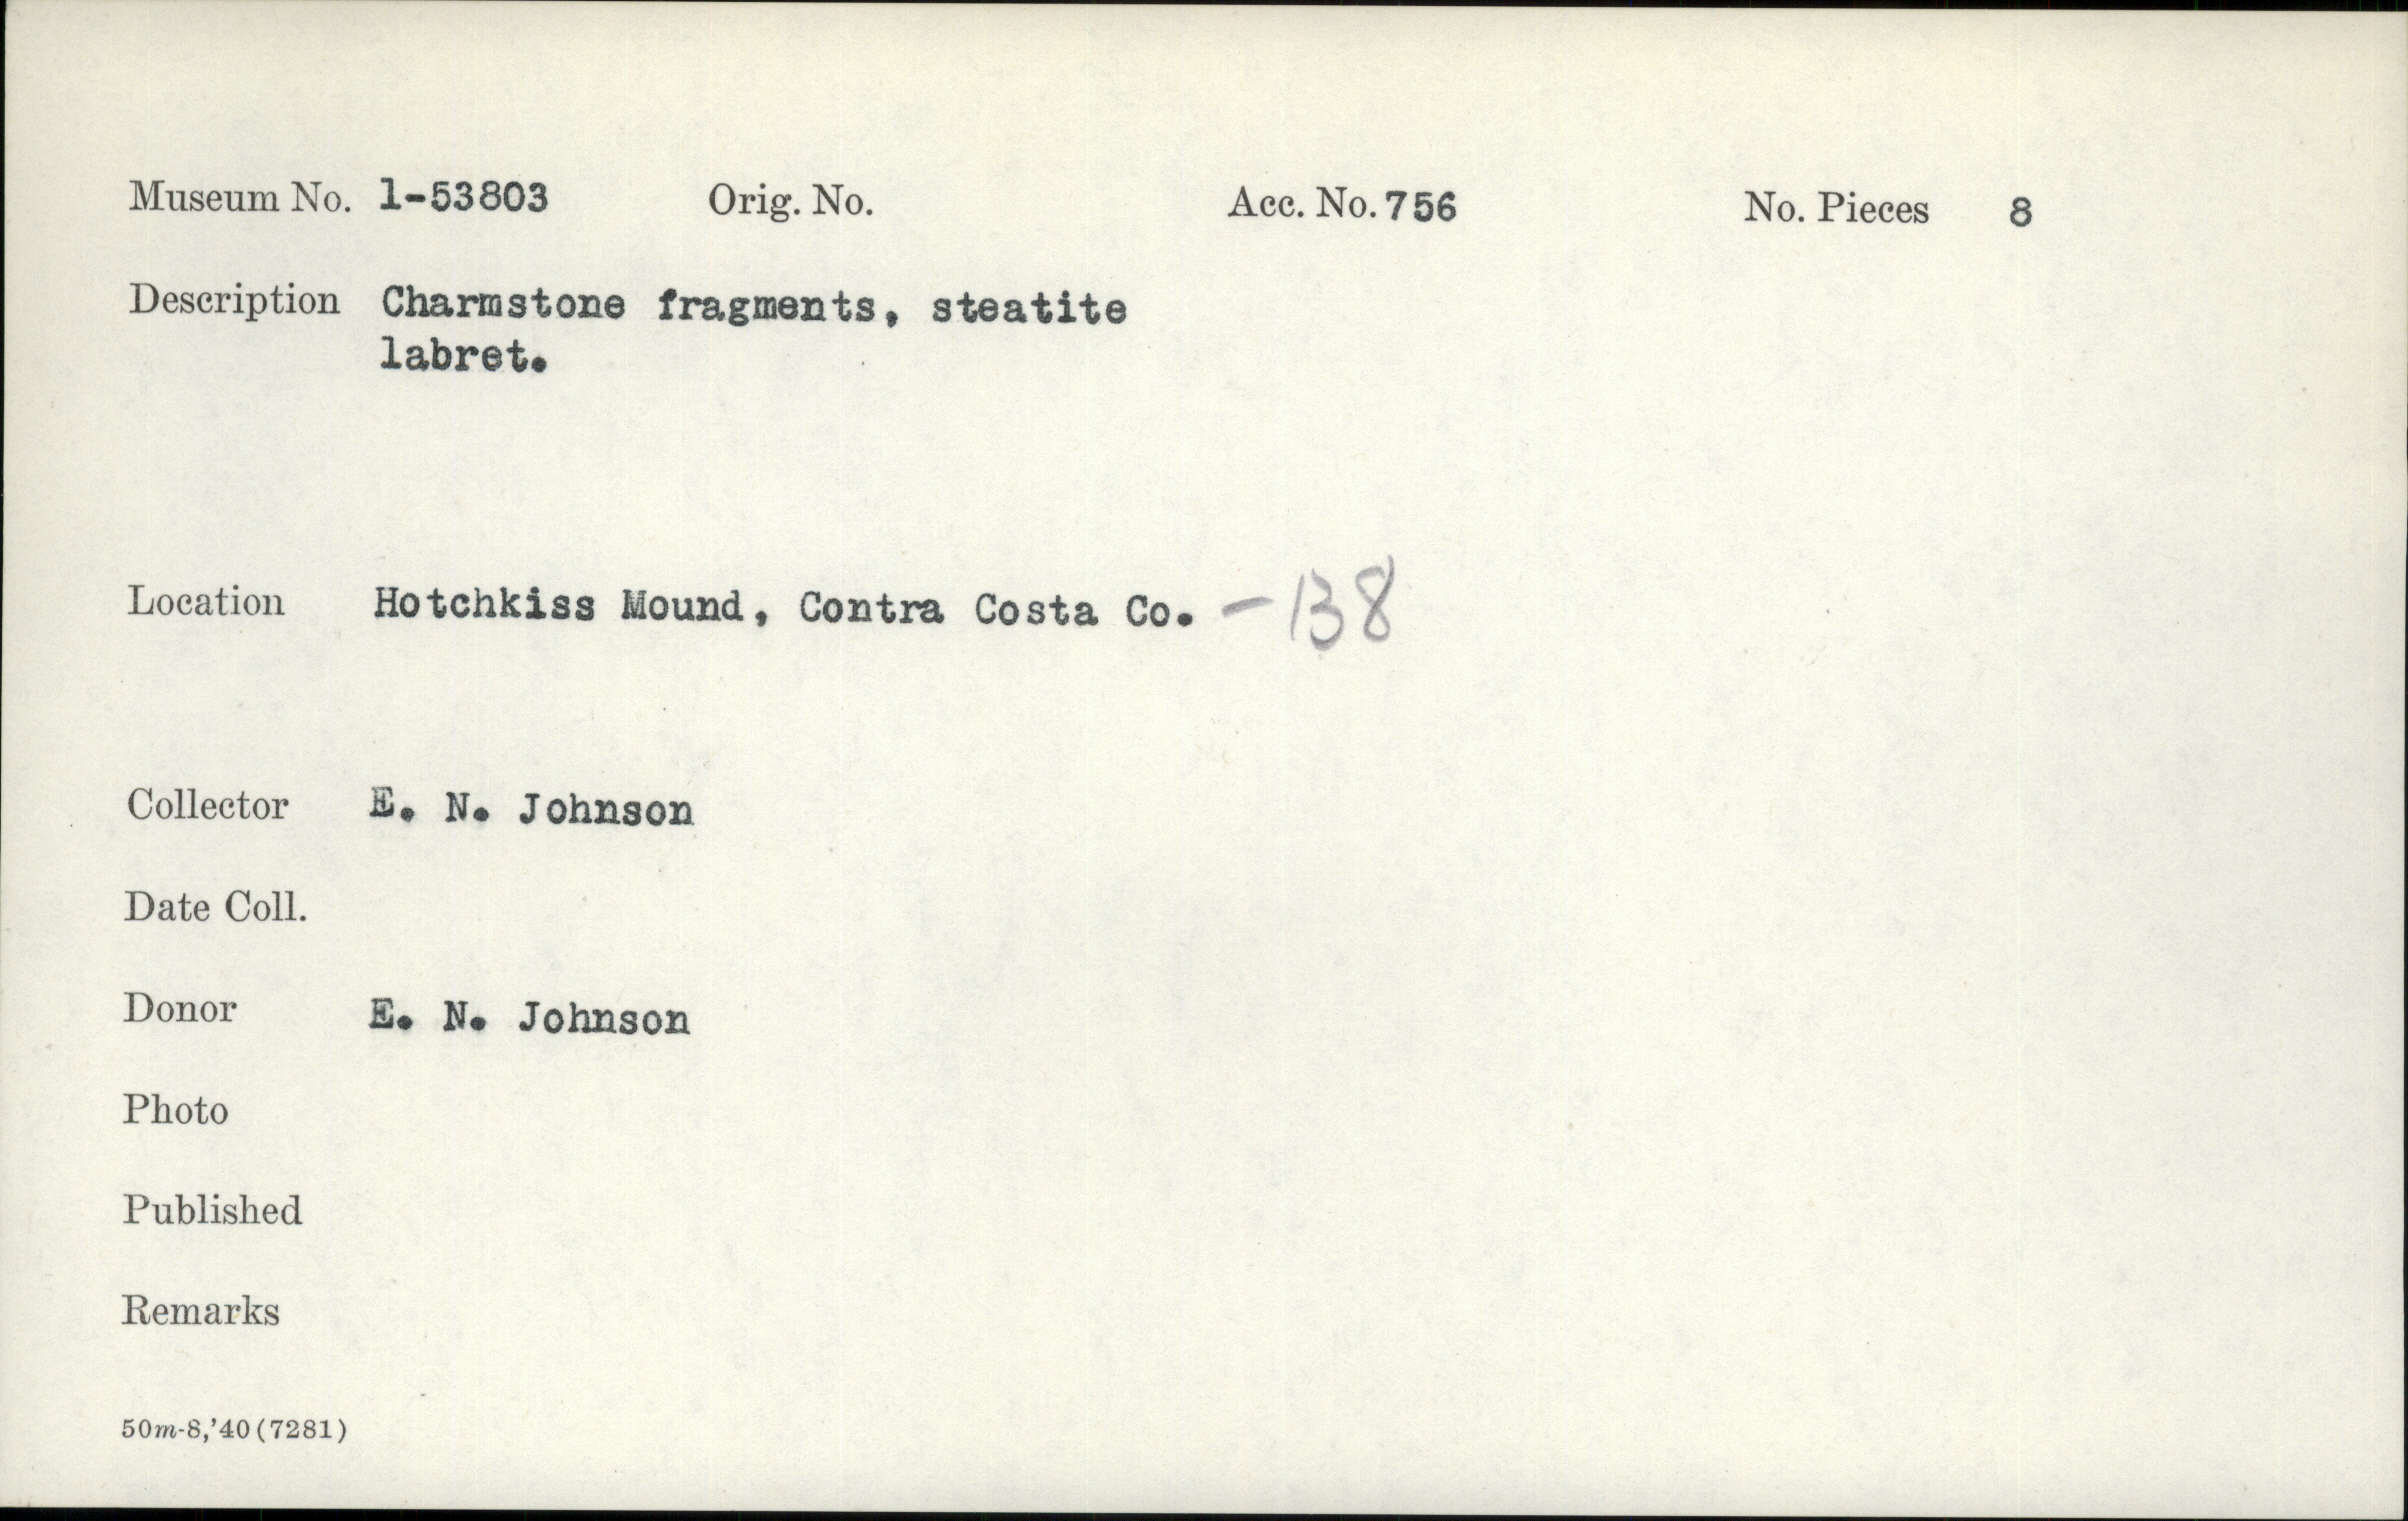 Museum No. 1-53803 Orig. No. Acc. No. 756 No. Pieces 8
Description Charmstone fragments, steatite
labret.
Location Hotchkiss Mound, Contra Costa Co. - 138
Collector E. N. Johnson
Date Coll.
Donor E. N. Johnson
Photo
Published
Remarks
50m-8,'40(7281)